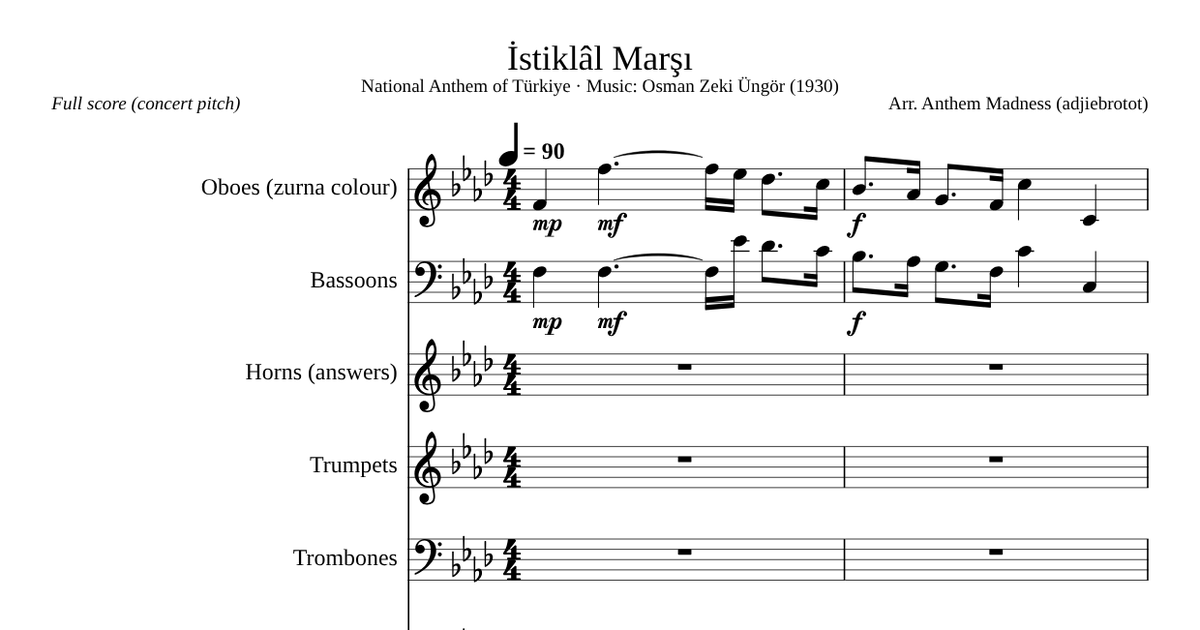 İstiklâl Marşı
National Anthem of Türkiye · Music: Osman Zeki Üngör (1930)
Full score (concert pitch)
Arr. Anthem Madness (adjiebrotot)
= 90
Oboes (zurna colour)
mp mf f
Bassoons
mp mf f
Horns (answers)
Trumpets
Trombones